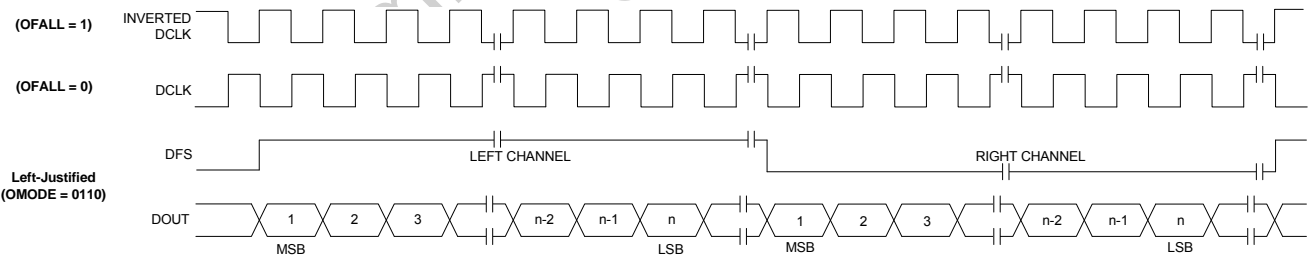 (OFALL = 1)
INVERTED
DCLK
(OFALL = 0)
DCLK
DFS
LEFT CHANNEL
RIGHT CHANNEL
Left-Justified
(OMODE = 0110)
DOUT
1 2 3 n-2 n-1 n 1 2 3 n-2 n-1 n
MSB LSB MSB LSB